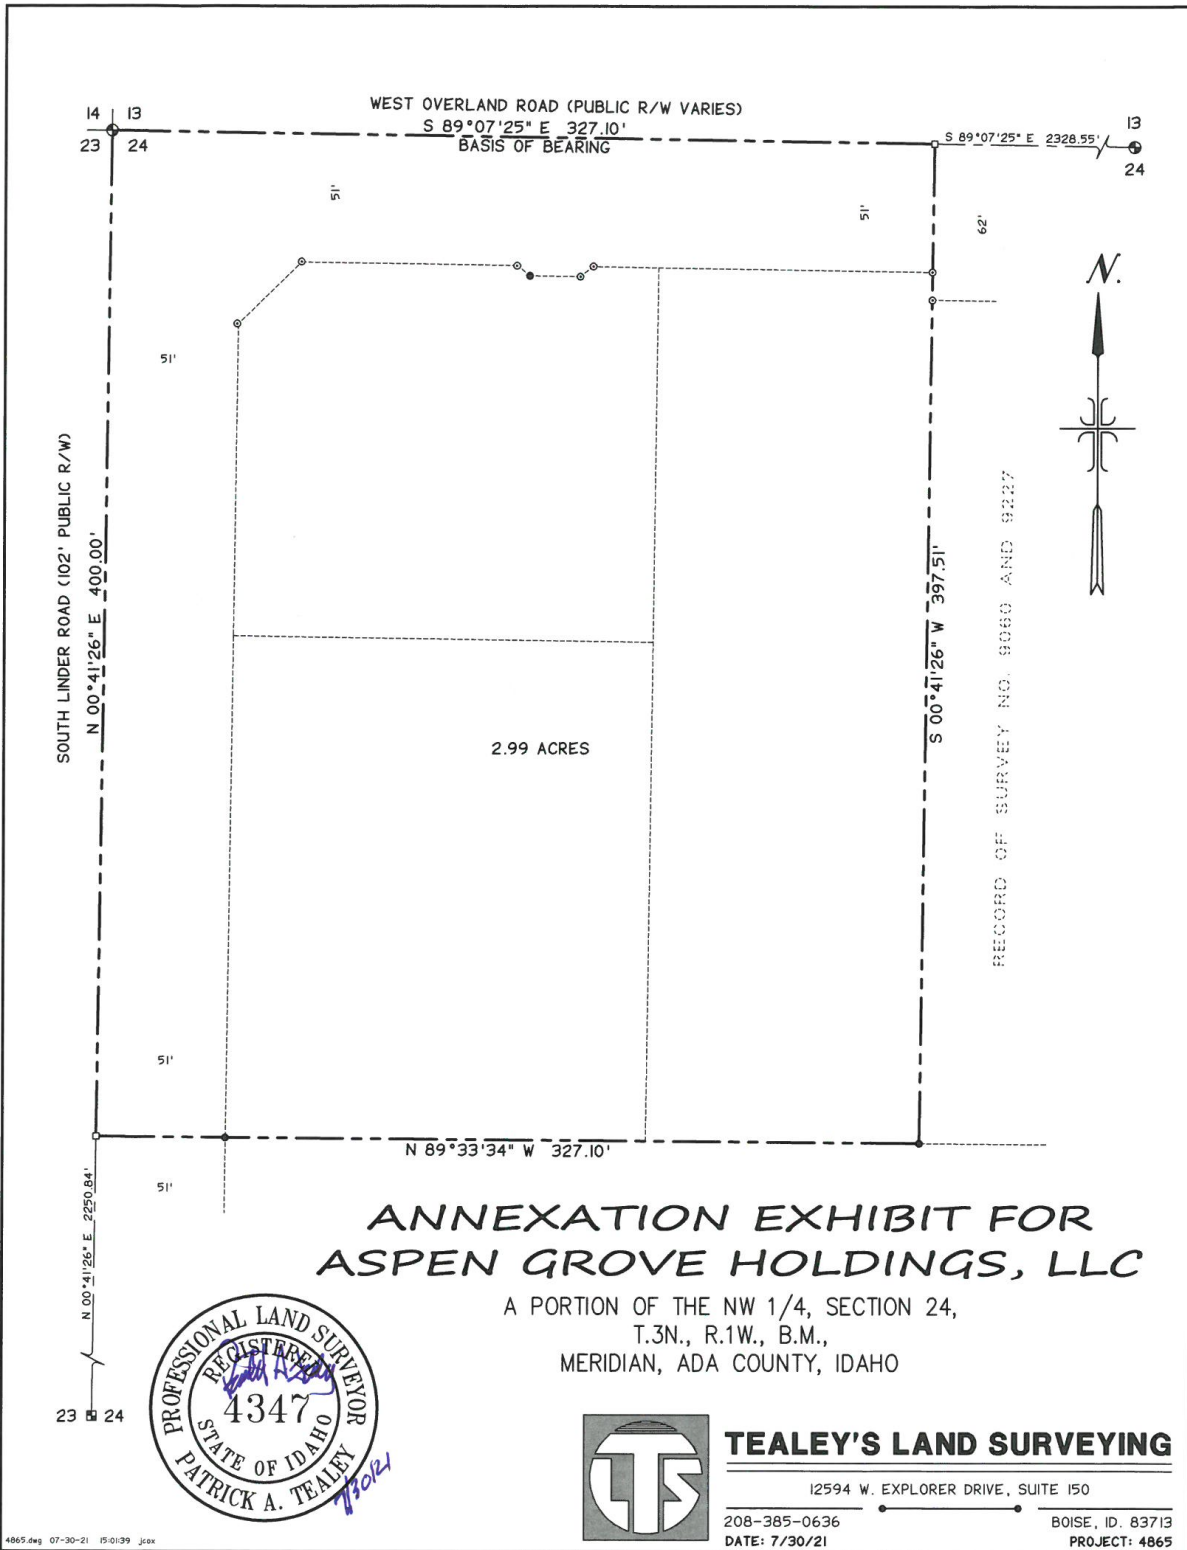 WEST OVERLAND ROAD (PUBLIC R/W VARIES)
S 89°07'25" E 327.10'
BASIS OF BEARING
14 13
23 24
S 89°07'25" E 2328.55'
13
24
51'
51'
62'
N.
51'
SOUTH LINDER ROAD (102' PUBLIC R/W)
N 00°41'26" E 400.00'
S 00°41'26" W 397.51'
RECORD OF SURVEY NO. 9060 AND 9227
2.99 ACRES
51'
N 89°33'34" W 327.10'
51'
N 00°41'26" E 2250.84'
23 24
ANNEXATION EXHIBIT FOR
ASPEN GROVE HOLDINGS, LLC
A PORTION OF THE NW 1/4, SECTION 24,
T.3N., R.1W., B.M.,
MERIDIAN, ADA COUNTY, IDAHO
PROFESSIONAL LAND SURVEYOR
REGISTERED
4347
STATE OF IDAHO
PATRICK A. TEALEY
7/30/21
LTS
TEALEY'S LAND SURVEYING
12594 W. EXPLORER DRIVE, SUITE 150
208-385-0636
BOISE, ID. 83713
DATE: 7/30/21
PROJECT: 4865
4865.dwg 07-30-21 15:01:39 jcox